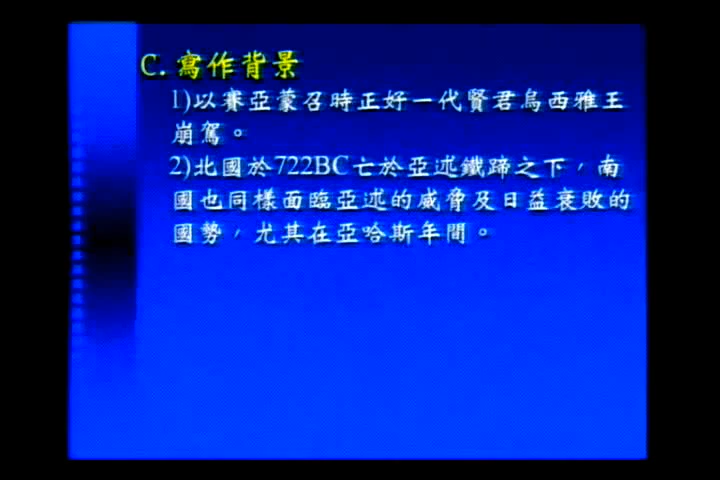 C. 寫作背景
1)以賽亞蒙召時正好一代賢君烏西雅王
崩駕。
2)北國於722BC亡於亞述鐵蹄之下，南
國也同樣面臨亞述的威脅及日益衰敗的
國勢，尤其在亞哈斯年間。